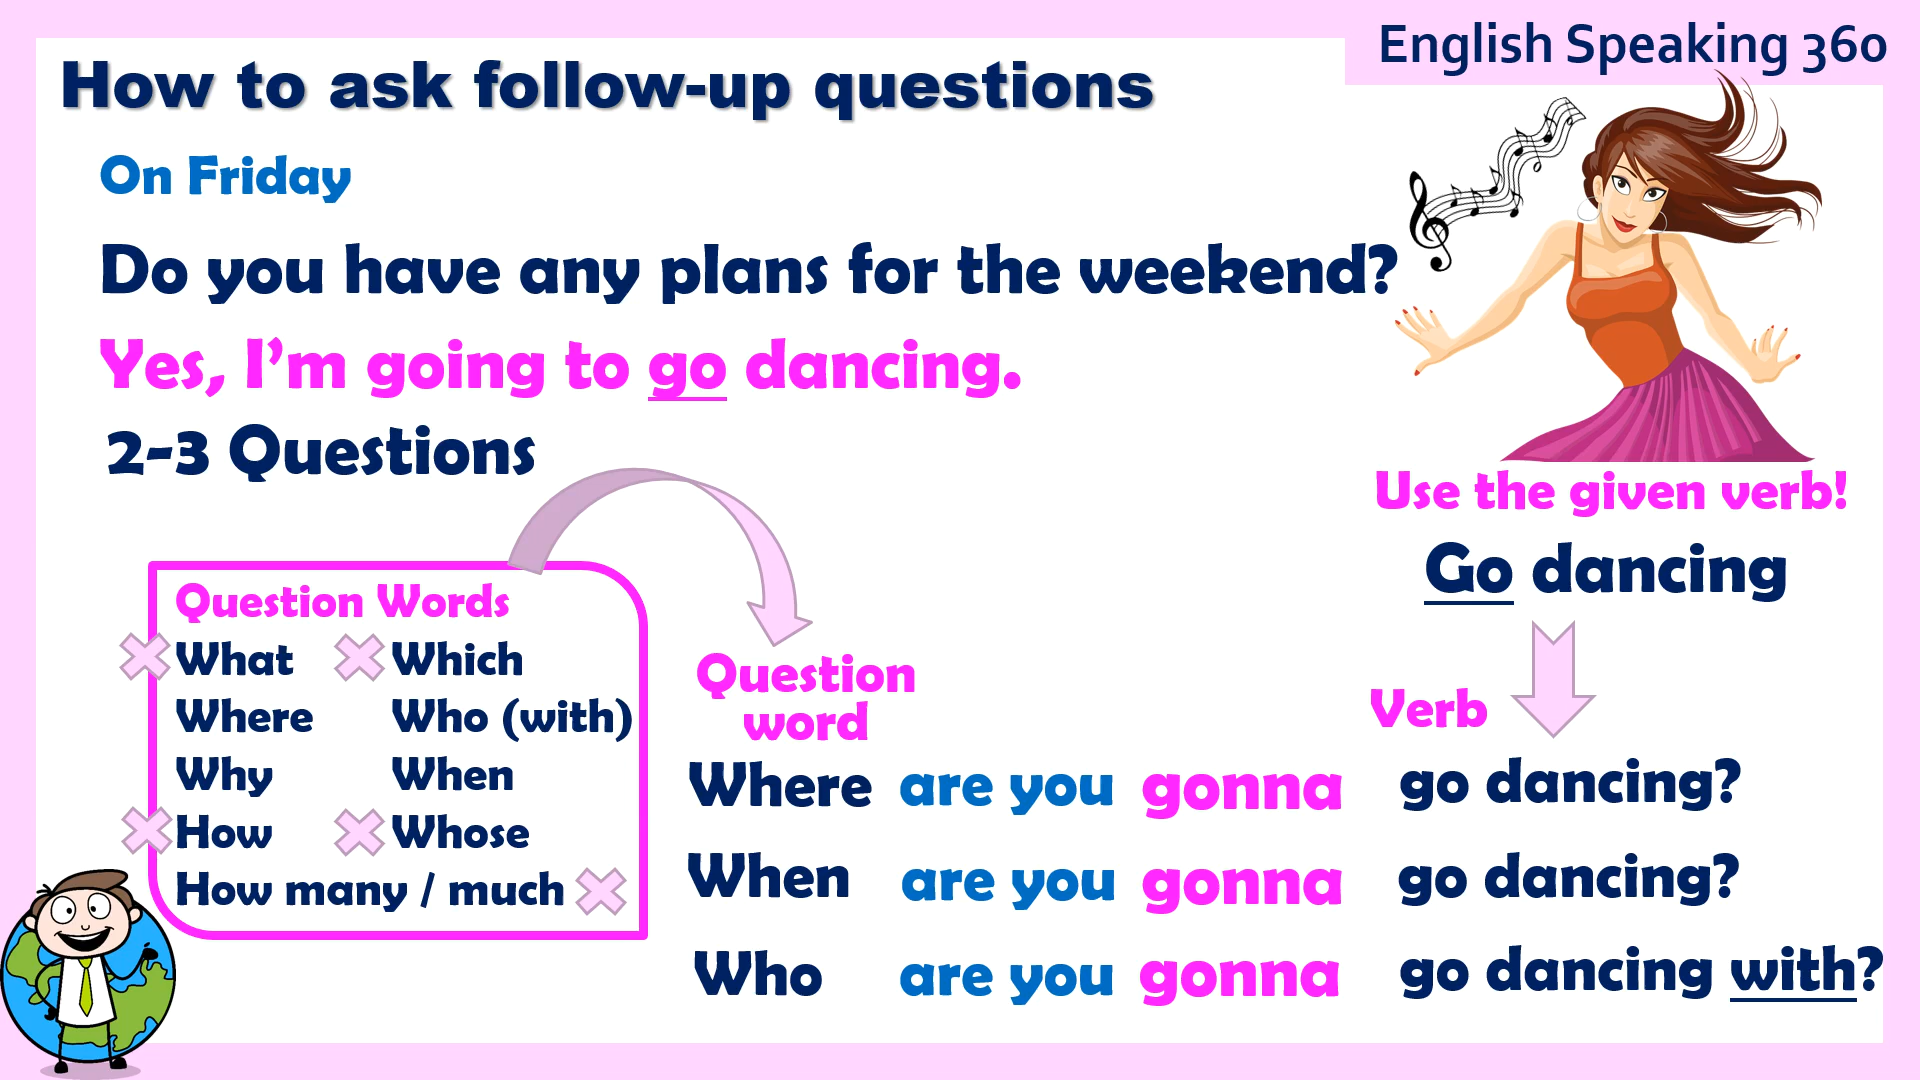 English Speaking 360
How to ask follow-up questions
On Friday
Do you have any plans for the weekend?
Yes, I'm going to go dancing.
2-3 Questions
Use the given verb!
Go dancing
Question Words
What Which
Where Who (with)
Why When
How Whose
How many / much
Question
word
Verb
Where are you gonna go dancing?
When are you gonna go dancing?
Who are you gonna go dancing with?